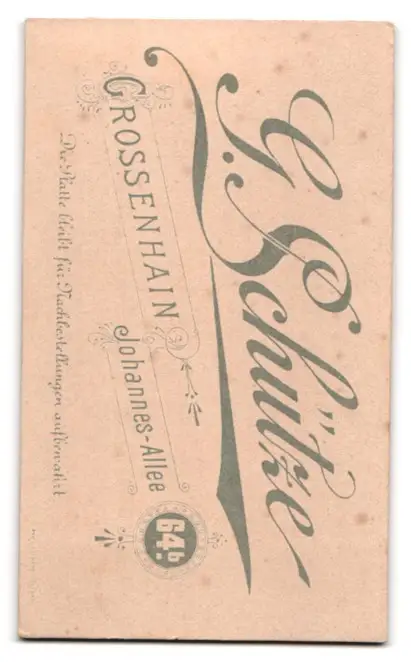 G. Schütze
GROSSENHAIN
Johannes-Allee
64b
Die Platte bleibt für Nachbestellungen aufbewahrt